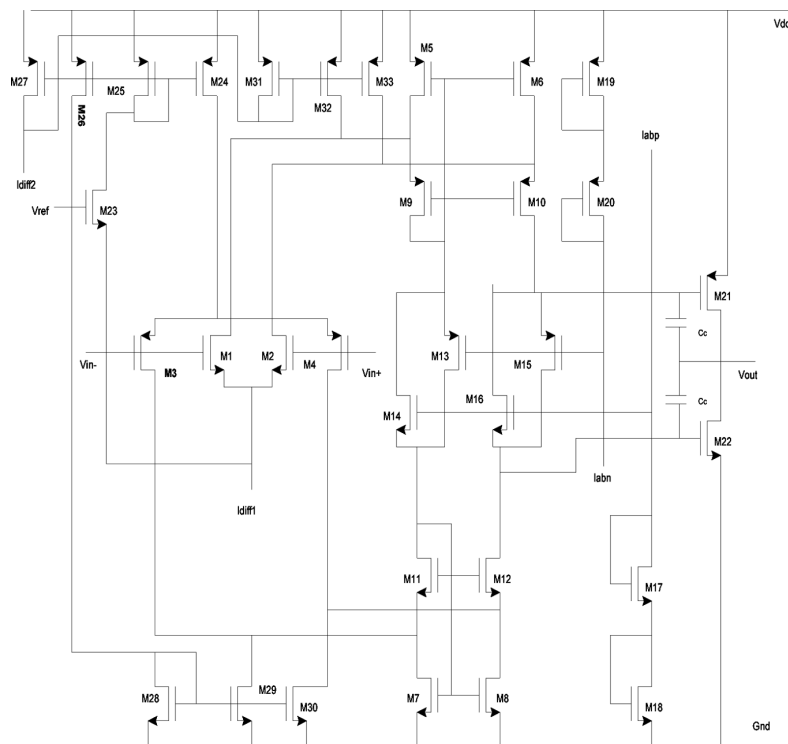 Vdd
M5
M27
M25
M24
M31
M33
M6
M19
M26
M32
Iabp
Idiff2
M9
M10
M20
Vref
M23
M21
Cc
Vin-
M3
M1
M2
M4
Vin+
M13
M15
Vout
M14
M16
Cc
M22
Iabn
Idiff1
M11
M12
M17
M28
M29
M30
M7
M8
M18
Gnd